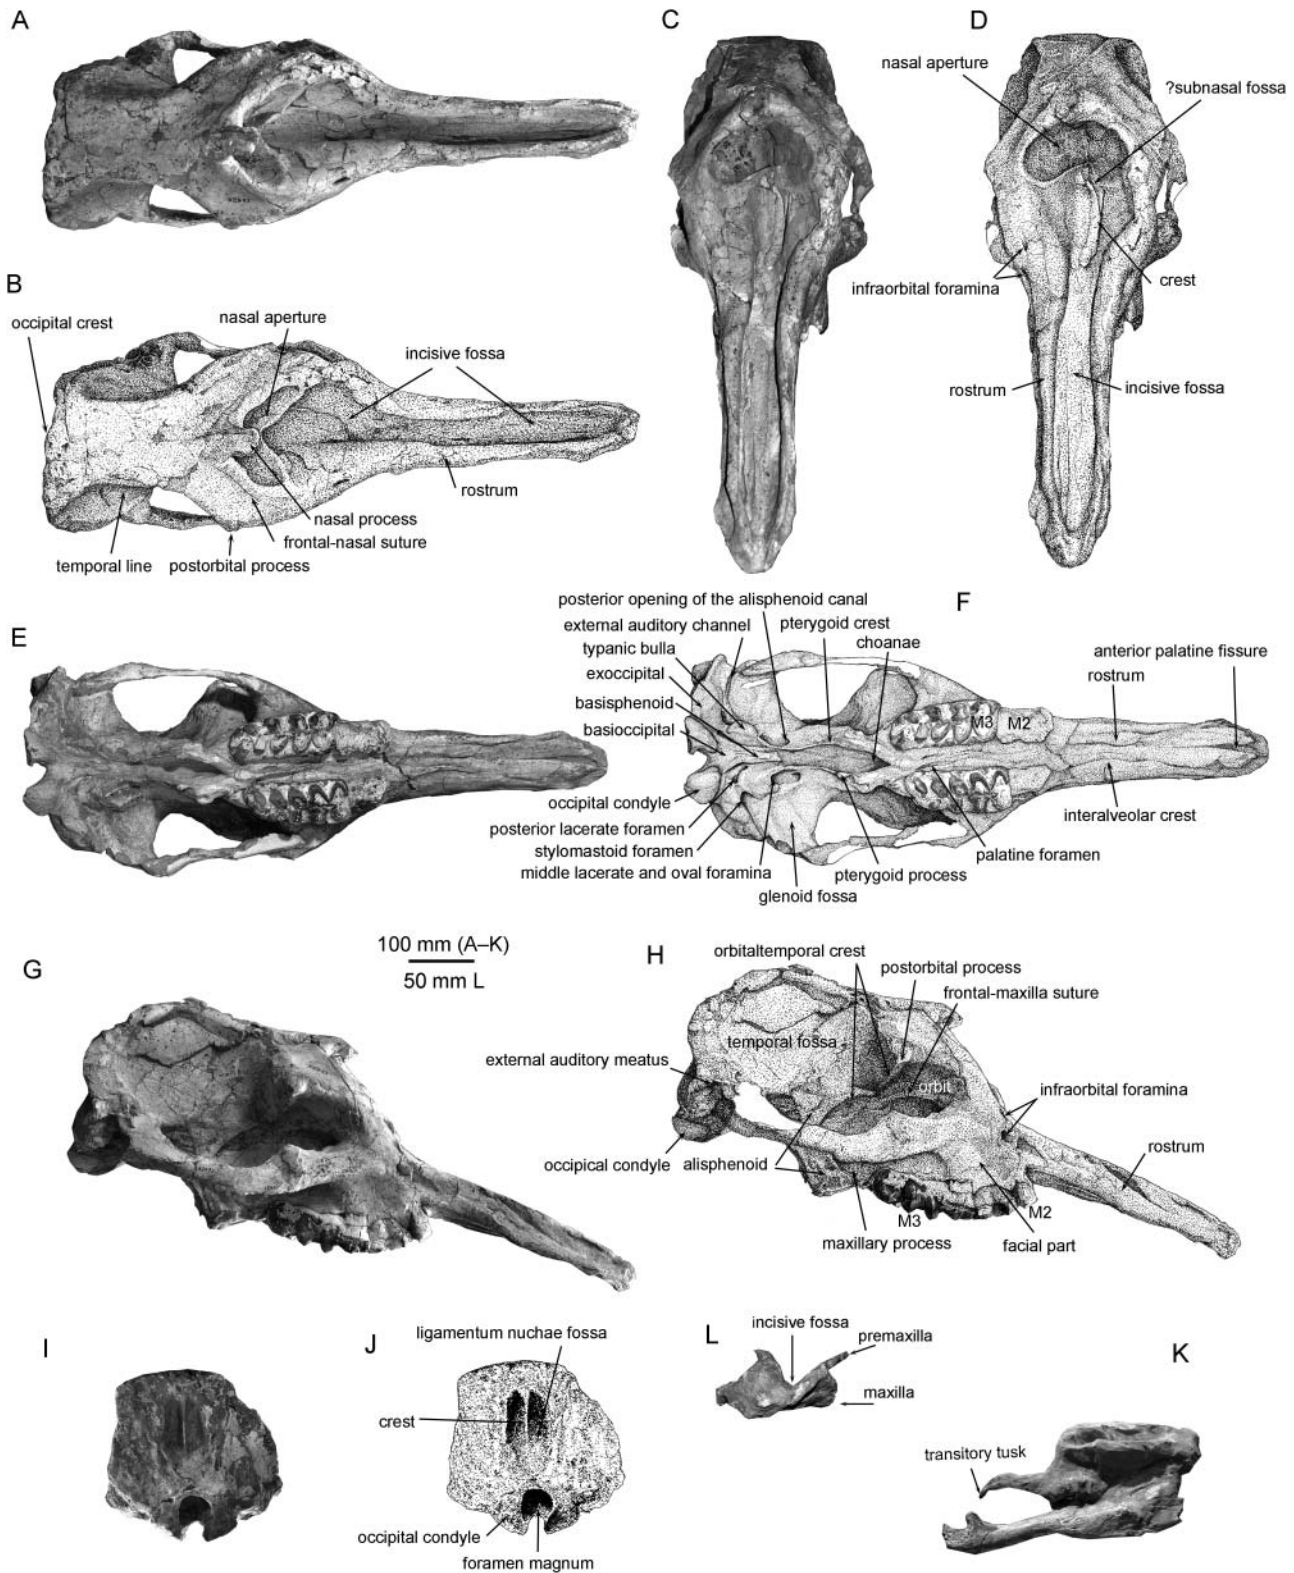 A
C
D
nasal aperture
?subnasal fossa
B
occipital crest
nasal aperture
incisive fossa
infraorbital foramina
crest
rostrum
incisive fossa
rostrum
nasal process
frontal-nasal suture
temporal line
postorbital process
E
F
posterior opening of the alisphenoid canal
external auditory channel
pterygoid crest
typanic bulla
choanae
anterior palatine fissure
exoccipital
rostrum
basisphenoid
M3
M2
basioccipital
occipital condyle
interalveolar crest
posterior lacerate foramen
stylomastoid foramen
palatine foramen
middle lacerate and oval foramina
pterygoid process
glenoid fossa
100 mm (A–K)
50 mm L
G
H
orbitaltemporal crest
postorbital process
frontal-maxilla suture
temporal fossa
external auditory meatus
orbit
infraorbital foramina
rostrum
occipical condyle
alisphenoid
M3
M2
maxillary process
facial part
I
J
ligamentum nuchae fossa
crest
occipital condyle
foramen magnum
L
incisive fossa
premaxilla
K
maxilla
transitory tusk